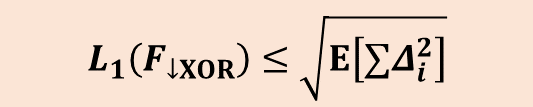 L₁(F↓XOR) ≤ √E[∑Δᵢ²]